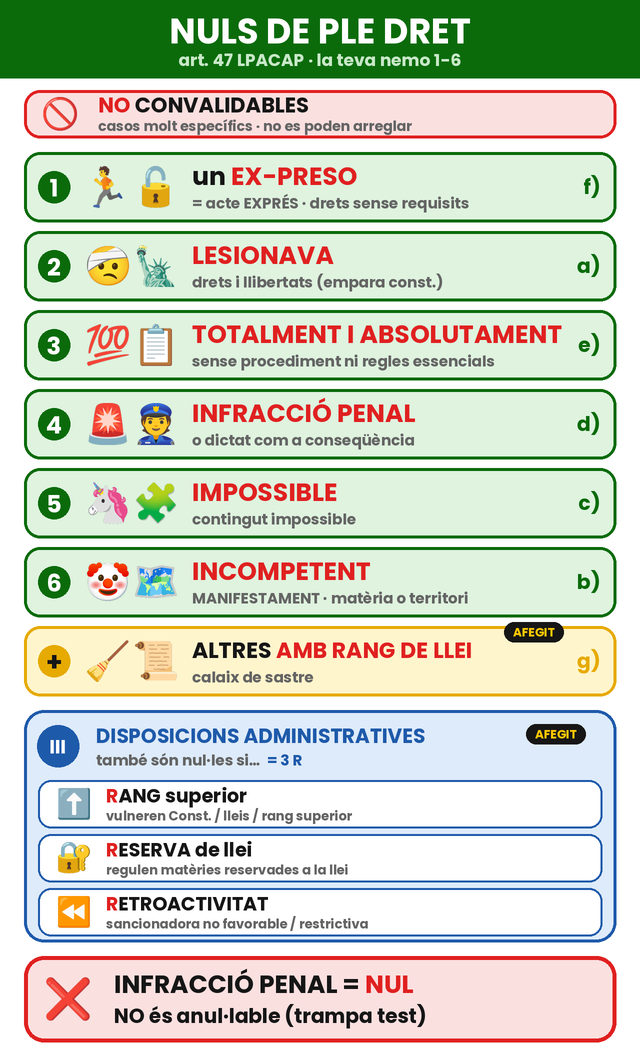 NULS DE PLE DRET
art. 47 LPACAP · la teva nemo 1-6
NO CONVALIDABLES
casos molt específics · no es poden arreglar
1 un EX-PRESO f)
= acte EXPRÉS · drets sense requisits
2 LESIONAVA a)
drets i llibertats (empara const.)
3 100 TOTALMENT I ABSOLUTAMENT e)
sense procediment ni regles essencials
4 INFRACCIÓ PENAL d)
o dictat com a conseqüència
5 IMPOSSIBLE c)
contingut impossible
6 INCOMPETENT b)
MANIFESTAMENT · matèria o territori
AFEGIT
+ ALTRES AMB RANG DE LLEI g)
calaix de sastre
III DISPOSICIONS ADMINISTRATIVES AFEGIT
també són nul·les si... = 3 R
RANG superior
vulneren Const. / lleis / rang superior
RESERVA de llei
regulen matèries reservades a la llei
RETROACTIVITAT
sancionadora no favorable / restrictiva
INFRACCIÓ PENAL = NUL
NO és anul·lable (trampa test)